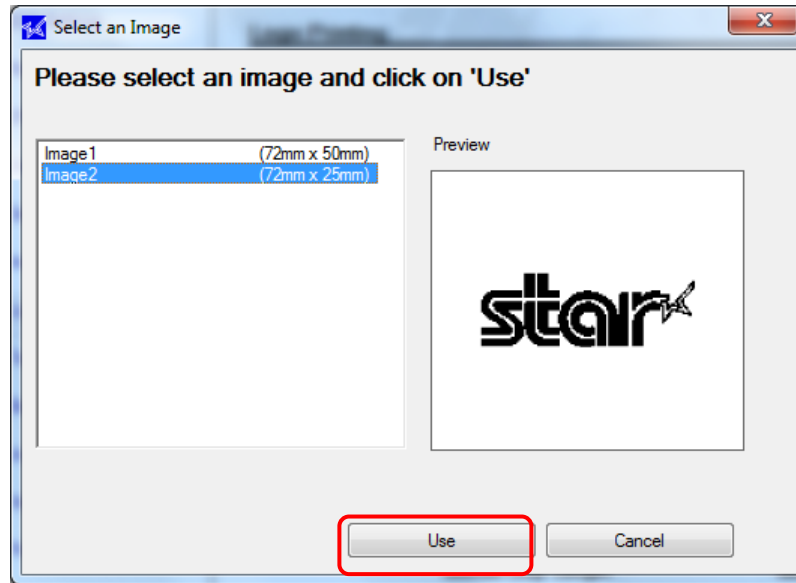 Select an Image
Please select an image and click on 'Use'
Image1 (72mm x 50mm)
Image2 (72mm x 25mm)
Preview
star
Use
Cancel